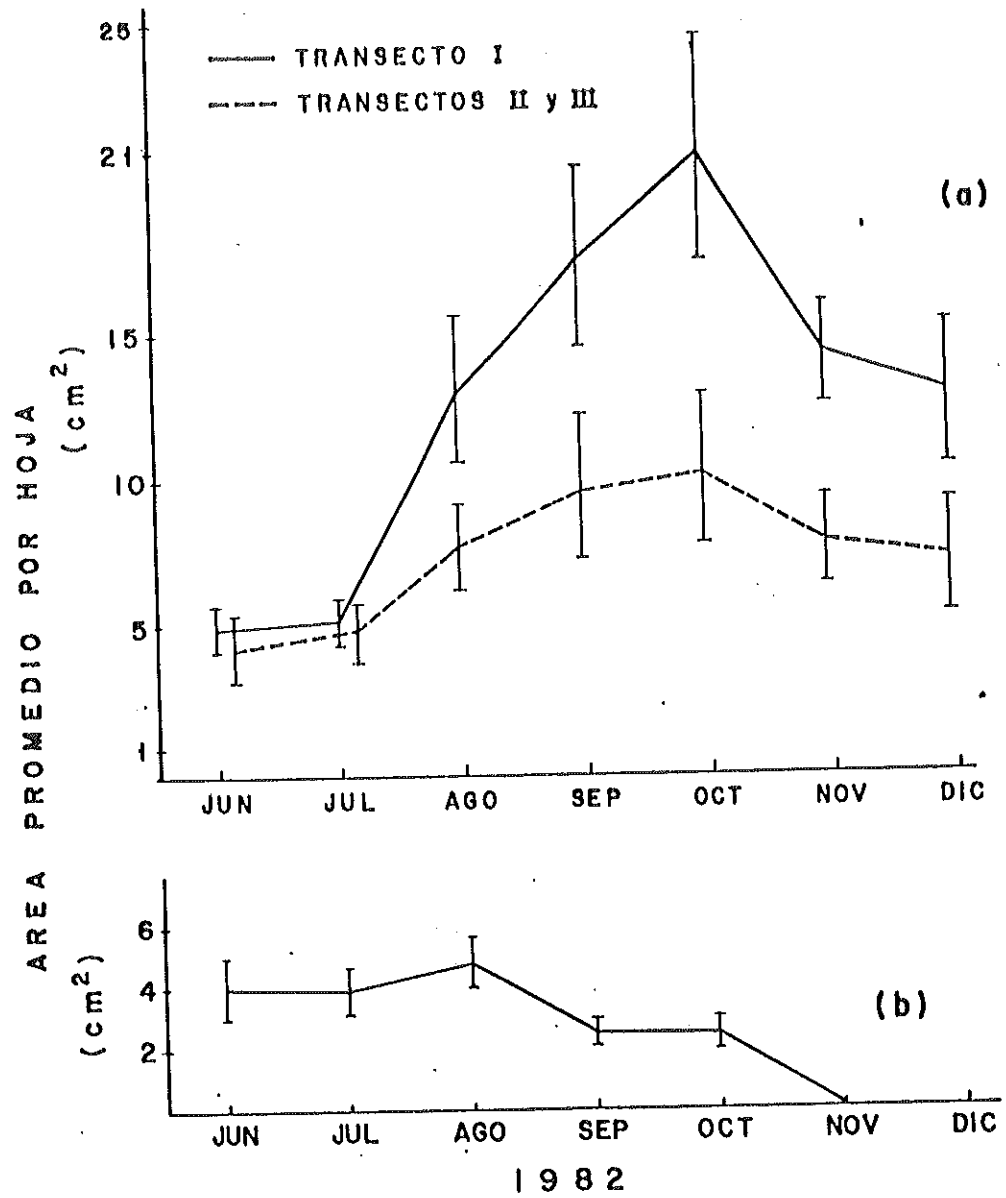 25
21
15
10
5
1
TRANSECTO I
TRANSECTOS II y III
(a)
AREA PROMEDIO POR HOJA
(cm²)
JUN JUL AGO SEP OCT NOV DIC
6
4
2
(cm²)
(b)
JUN JUL AGO SEP OCT NOV DIC
1982